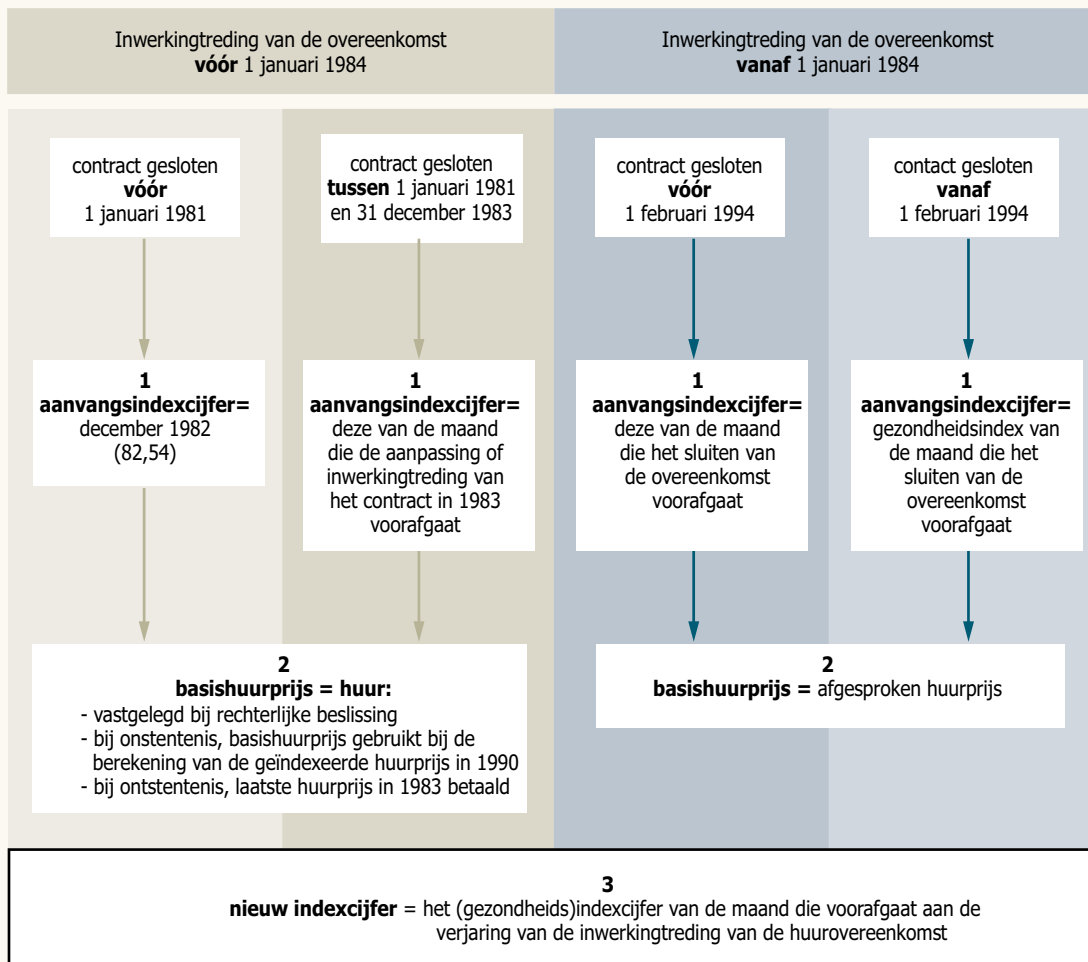 Inwerkingtreding van de overeenkomst
vóór 1 januari 1984
Inwerkingtreding van de overeenkomst
vanaf 1 januari 1984
contract gesloten
vóór
1 januari 1981
contract gesloten
tussen 1 januari 1981
en 31 december 1983
contract gesloten
vóór
1 februari 1994
contact gesloten
vanaf
1 februari 1994
1
aanvangsindexcijfer=
december 1982
(82,54)
1
aanvangsindexcijfer=
deze van de maand
die de aanpassing of
inwerkingtreding van
het contract in 1983
voorafgaat
1
aanvangsindexcijfer=
deze van de maand
die het sluiten van
de overeenkomst
voorafgaat
1
aanvangsindexcijfer=
gezondheidsindex van
de maand die het
sluiten van de
overeenkomst
voorafgaat
2
basishuurprijs = huur:
- vastgelegd bij rechterlijke beslissing
- bij onstentenis, basishuurprijs gebruikt bij de
berekening van de geïndexeerde huurprijs in 1990
- bij ontstentenis, laatste huurprijs in 1983 betaald
2
basishuurprijs = afgesproken huurprijs
3
nieuw indexcijfer = het (gezondheids)indexcijfer van de maand die voorafgaat aan de
verjaring van de inwerkingtreding van de huurovereenkomst